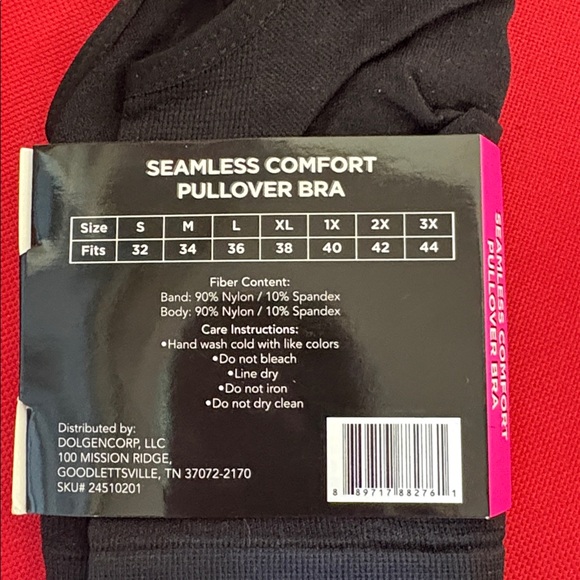 SEAMLESS COMFORT
PULLOVER BRA
Size S M L XL 1X 2X 3X
Fits 32 34 36 38 40 42 44
Fiber Content:
Band: 90% Nylon / 10% Spandex
Body: 90% Nylon / 10% Spandex
Care Instructions:
•Hand wash cold with like colors
•Do not bleach
•Line dry
•Do not iron
•Do not dry clean
Distributed by:
DOLGENCORP, LLC
100 MISSION RIDGE,
GOODLETTSVILLE, TN 37072-2170
SKU# 24510201
8 89717 88276 1
SEAMLESS COMFORT
PULLOVER BRA